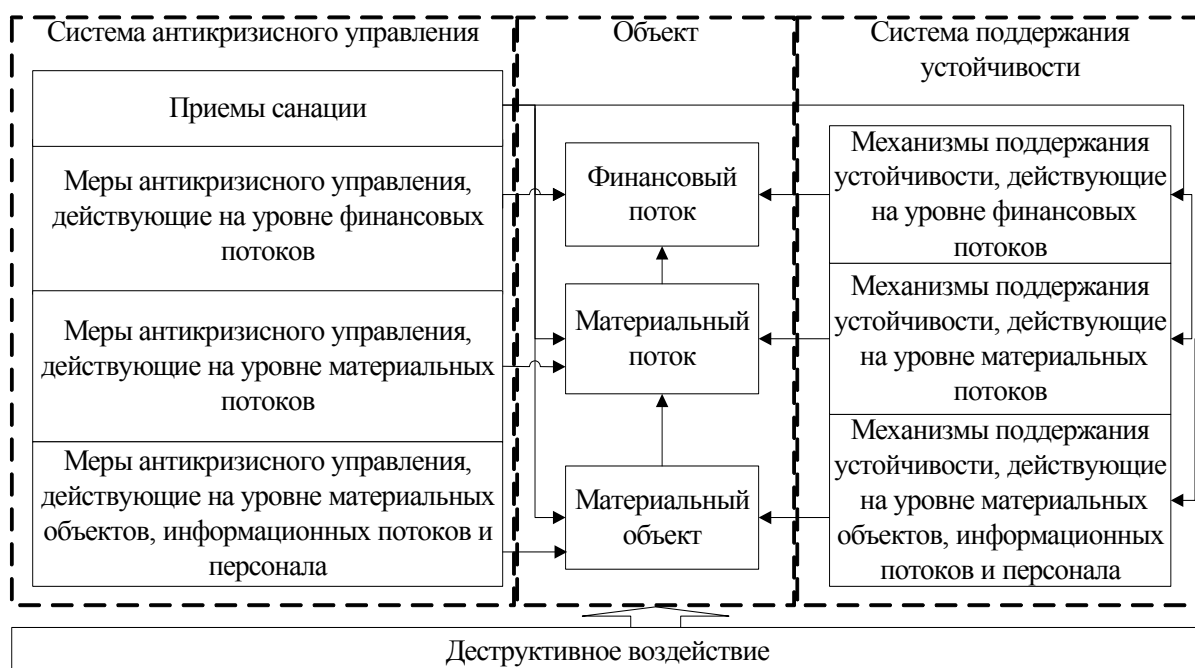 Система антикризисного управления
Приемы санации
Меры антикризисного управления,
действующие на уровне финансовых
потоков
Меры антикризисного управления,
действующие на уровне материальных
потоков
Меры антикризисного управления,
действующие на уровне материальных
объектов, информационных потоков и
персонала
Объект
Финансовый
поток
Материальный
поток
Материальный
объект
Система поддержания
устойчивости
Механизмы поддержания
устойчивости, действующие
на уровне финансовых
потоков
Механизмы поддержания
устойчивости, действующие
на уровне материальных
потоков
Механизмы поддержания
устойчивости, действующие
на уровне материальных
объектов, информационных
потоков и персонала
Деструктивное воздействие